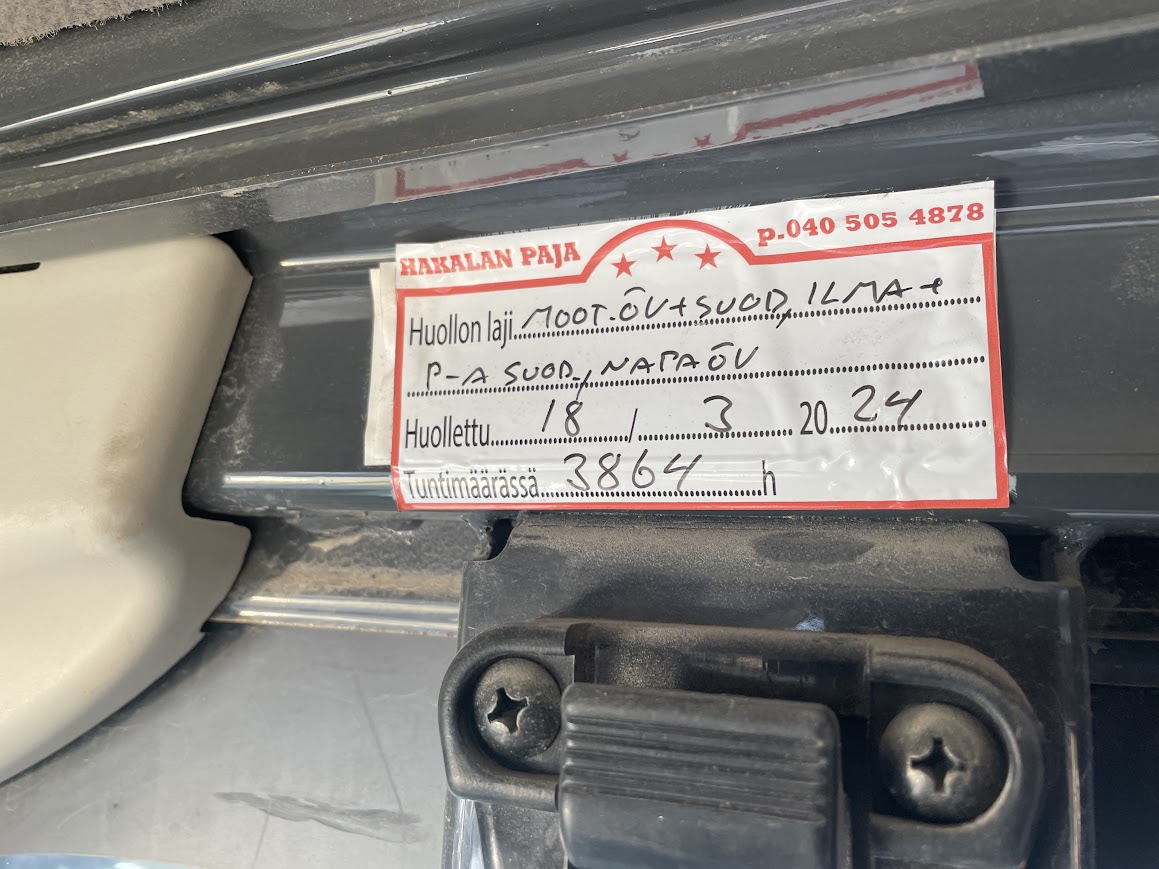 HAKALAN PAJA p.040 505 4878
Huollon laji MOOT.ÖV+SUOD, ILMA+
P-A SUOD., NAPAÖV
Huollettu 18 / 3 20 24
Tuntimäärässä 3864 h